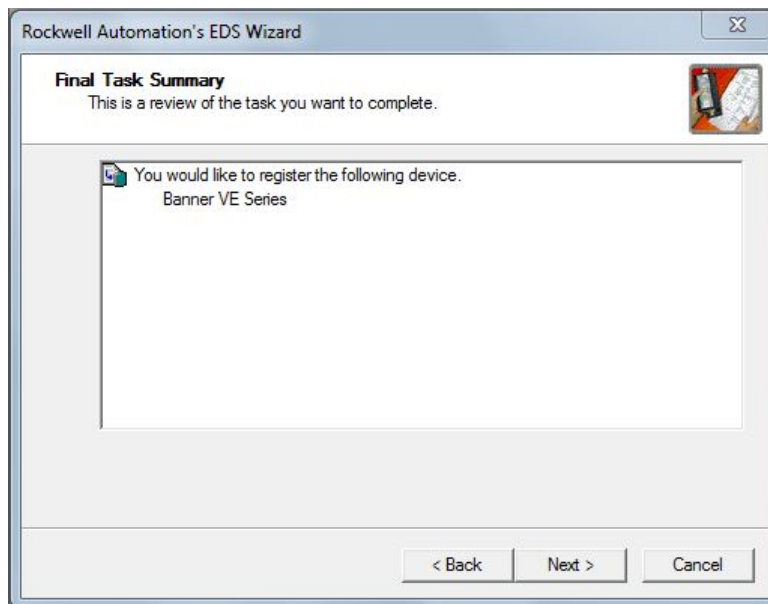 Rockwell Automation's EDS Wizard
Final Task Summary
This is a review of the task you want to complete.
You would like to register the following device.
Banner VE Series
< Back Next > Cancel